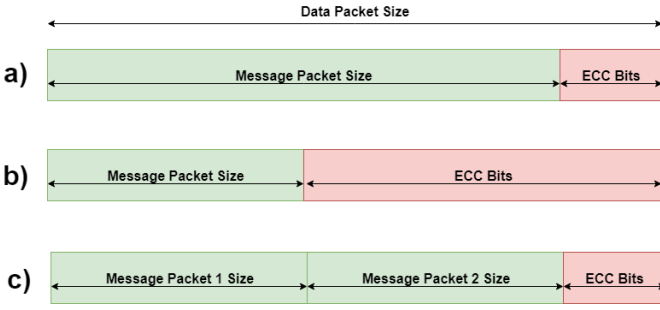 Data Packet Size
a)
Message Packet Size
ECC Bits
b)
Message Packet Size
ECC Bits
c)
Message Packet 1 Size
Message Packet 2 Size
ECC Bits